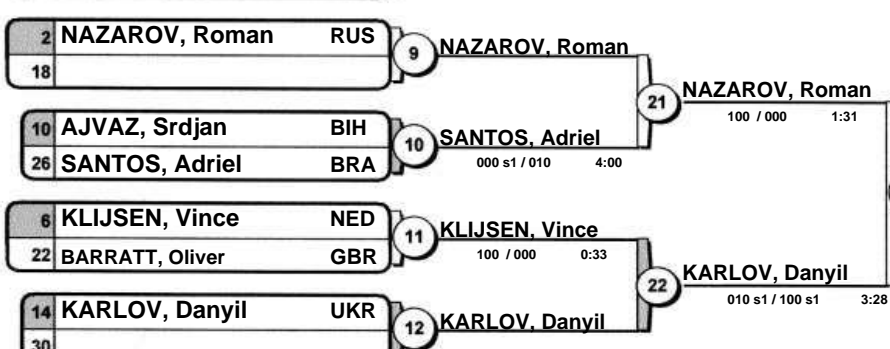 2 NAZAROV, Roman RUS
18
9
NAZAROV, Roman
10 AJVAZ, Srdjan BIH
26 SANTOS, Adriel BRA
10
SANTOS, Adriel
000 s1 / 010 4:00
21
NAZAROV, Roman
100 / 000 1:31
6 KLIJSEN, Vince NED
22 BARRATT, Oliver GBR
11
KLIJSEN, Vince
100 / 000 0:33
14 KARLOV, Danyil UKR
30
12
KARLOV, Danyil
22
KARLOV, Danyil
010 s1 / 100 s1 3:28